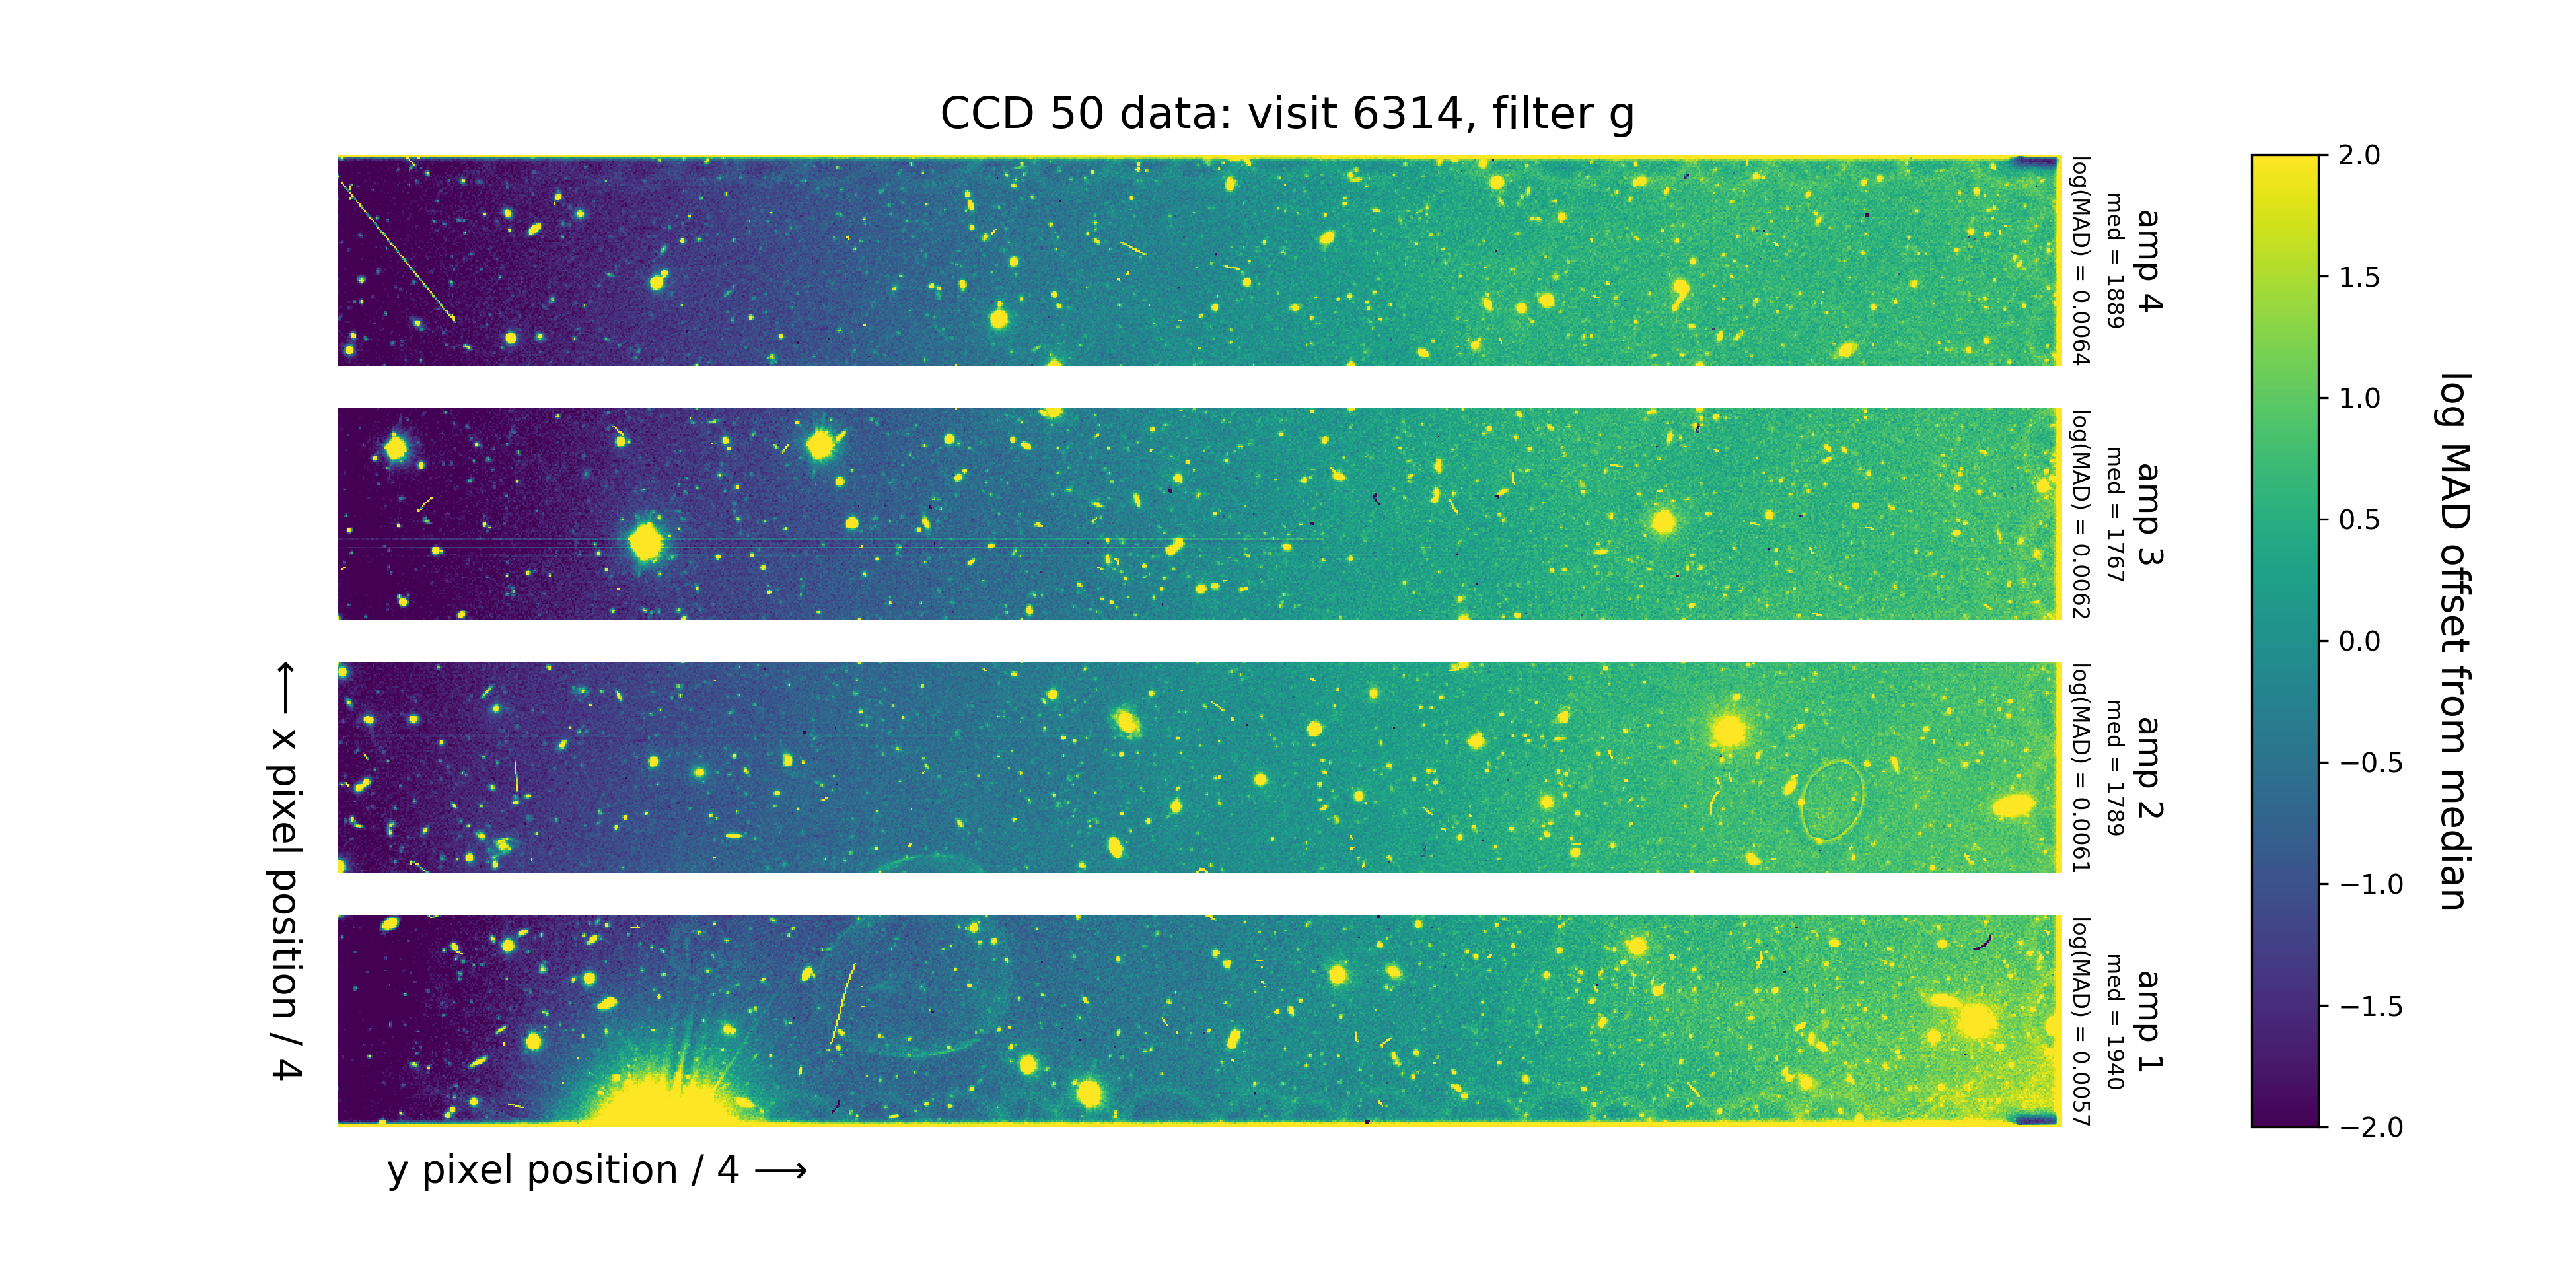 CCD 50 data: visit 6314, filter g
amp 4
med = 1889
log(MAD) = 0.0064
amp 3
med = 1767
log(MAD) = 0.0062
amp 2
med = 1789
log(MAD) = 0.0061
amp 1
med = 1940
log(MAD) = 0.0057
⟵ x pixel position / 4
y pixel position / 4 ⟶
2.0
1.5
1.0
0.5
0.0
−0.5
−1.0
−1.5
−2.0
log MAD offset from median